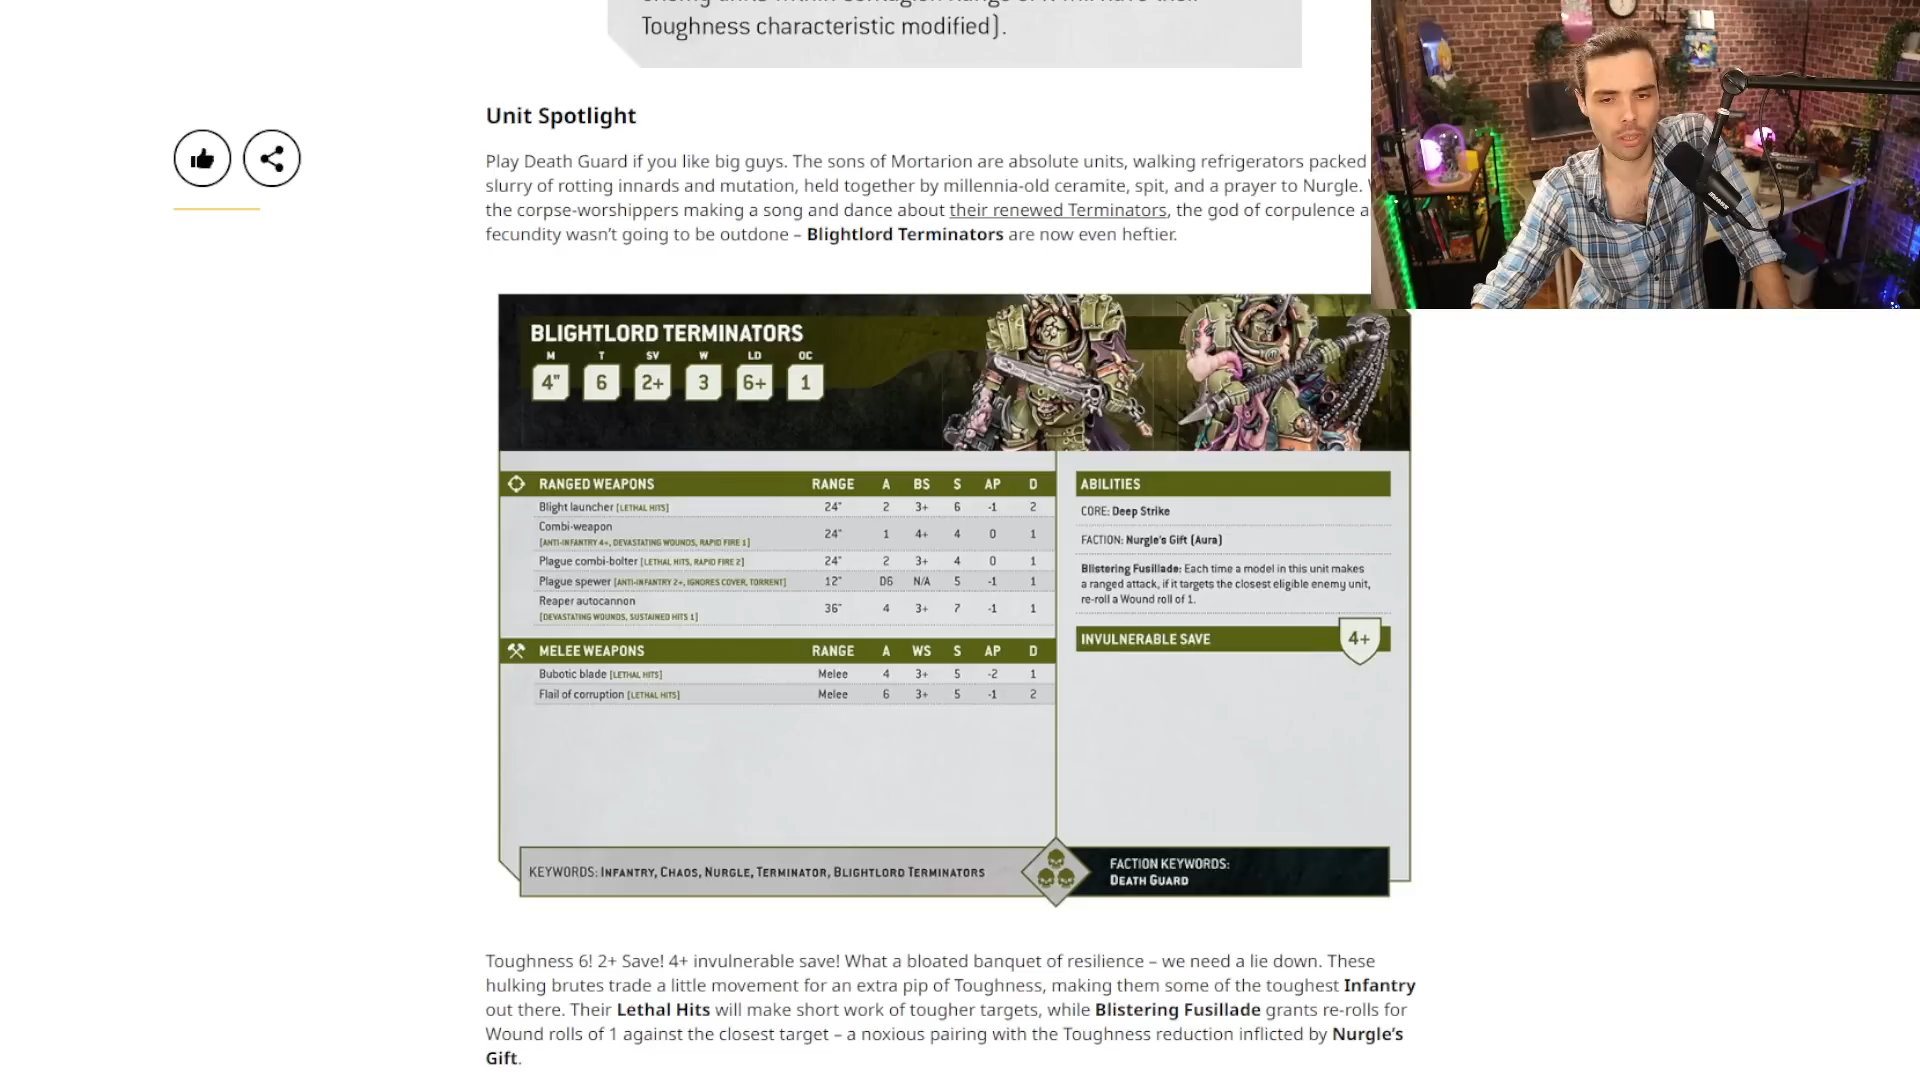 Toughness characteristic modified].
Unit Spotlight
Play Death Guard if you like big guys. The sons of Mortarion are absolute units, walking refrigerators packed
slurry of rotting innards and mutation, held together by millennia-old ceramite, spit, and a prayer to Nurgle.
the corpse-worshippers making a song and dance about their renewed Terminators, the god of corpulence a
fecundity wasn't going to be outdone – Blightlord Terminators are now even heftier.
BLIGHTLORD TERMINATORS
M T SV W LD OC
4" 6 2+ 3 6+ 1
RANGED WEAPONS RANGE A BS S AP D
Blight launcher [LETHAL HITS] 24" 2 3+ 6 -1 2
Combi-weapon
[ANTI-INFANTRY 4+, DEVASTATING WOUNDS, RAPID FIRE 1] 24" 1 4+ 4 0 1
Plague combi-bolter [LETHAL HITS, RAPID FIRE 2] 24" 2 3+ 4 0 1
Plague spewer [ANTI-INFANTRY 2+, IGNORES COVER, TORRENT] 12" D6 N/A 5 -1 1
Reaper autocannon
[DEVASTATING WOUNDS, SUSTAINED HITS 1] 36" 4 3+ 7 -1 1
MELEE WEAPONS RANGE A WS S AP D
Bubotic blade [LETHAL HITS] Melee 4 3+ 5 -2 1
Flail of corruption [LETHAL HITS] Melee 6 3+ 5 -1 2
ABILITIES
CORE: Deep Strike
FACTION: Nurgle's Gift (Aura)
Blistering Fusillade: Each time a model in this unit makes
a ranged attack, if it targets the closest eligible enemy unit,
re-roll a Wound roll of 1.
INVULNERABLE SAVE 4+
KEYWORDS: INFANTRY, CHAOS, NURGLE, TERMINATOR, BLIGHTLORD TERMINATORS
FACTION KEYWORDS:
DEATH GUARD
Toughness 6! 2+ Save! 4+ invulnerable save! What a bloated banquet of resilience – we need a lie down. These
hulking brutes trade a little movement for an extra pip of Toughness, making them some of the toughest Infantry
out there. Their Lethal Hits will make short work of tougher targets, while Blistering Fusillade grants re-rolls for
Wound rolls of 1 against the closest target – a noxious pairing with the Toughness reduction inflicted by Nurgle's
Gift.